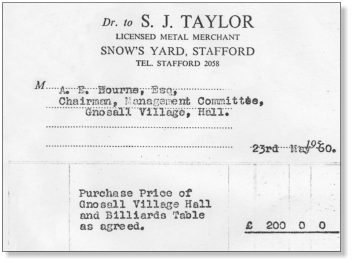 Dr. to S. J. TAYLOR
LICENSED METAL MERCHANT
SNOW'S YARD, STAFFORD
TEL. STAFFORD 2058
M A. E. Bourne, Esq,
Chairman, Management Committee,
Gnosall Village, Hall.
23rd May 1960.
Purchase Price of
Gnosall Village Hall
and Billiards Table
as agreed.
£ 200 0 0